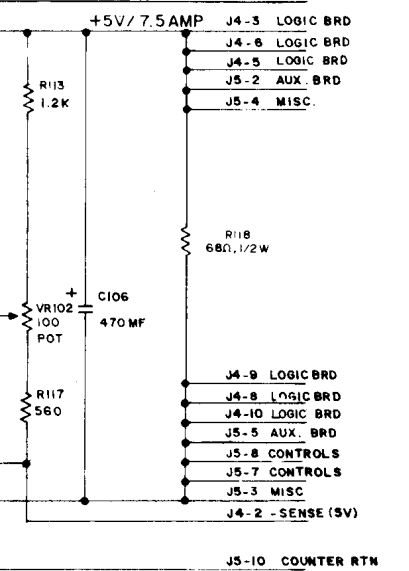 +5V/7.5AMP
J4-3 LOGIC BRD
J4-6 LOGIC BRD
J4-5 LOGIC BRD
J5-2 AUX. BRD
J5-4 MISC.
R113
1.2K
R118
68Ω,1/2W
+
C106
470MF
VR102
100
POT
R117
560
J4-9 LOGIC BRD
J4-8 LOGIC BRD
J4-10 LOGIC BRD
J5-5 AUX. BRD
J5-8 CONTROLS
J5-7 CONTROLS
J5-3 MISC
J4-2 -SENSE (5V)
J5-10 COUNTER RTN